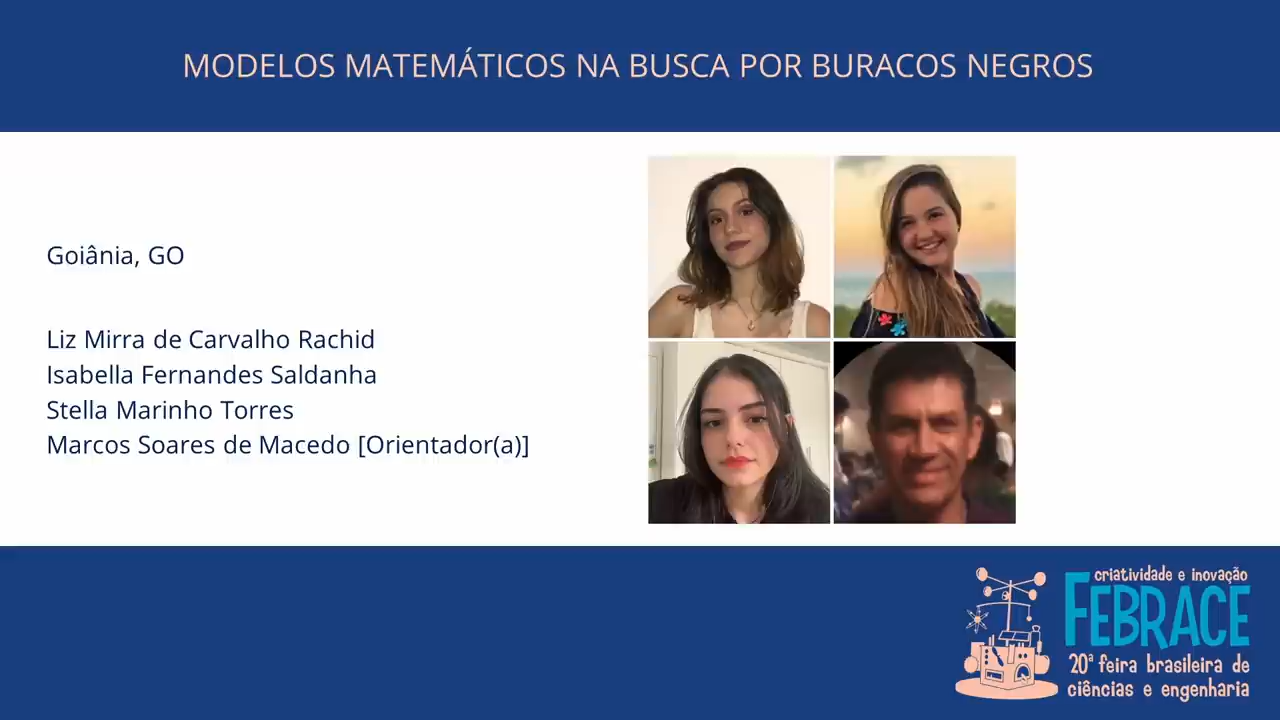 MODELOS MATEMÁTICOS NA BUSCA POR BURACOS NEGROS
Goiânia, GO
Liz Mirra de Carvalho Rachid
Isabella Fernandes Saldanha
Stella Marinho Torres
Marcos Soares de Macedo [Orientador(a)]
criatividade e inovação
FEBRACE
20ª feira brasileira de
ciências e engenharia